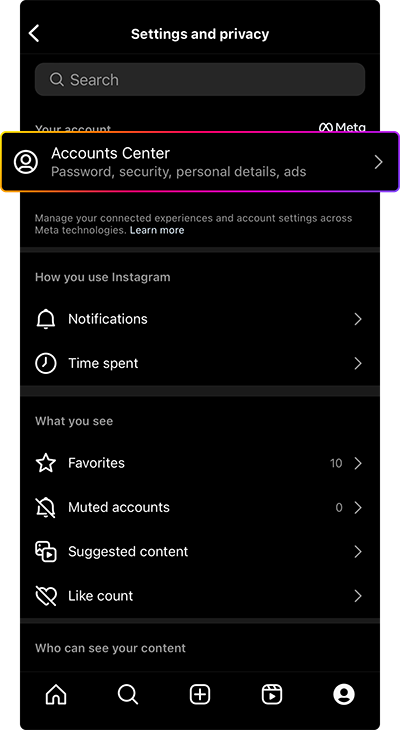 Settings and privacy
Search
Your account
Meta
Accounts Center
Password, security, personal details, ads
Manage your connected experiences and account settings across
Meta technologies. Learn more
How you use Instagram
Notifications
Time spent
What you see
Favorites 10
Muted accounts 0
Suggested content
Like count
Who can see your content